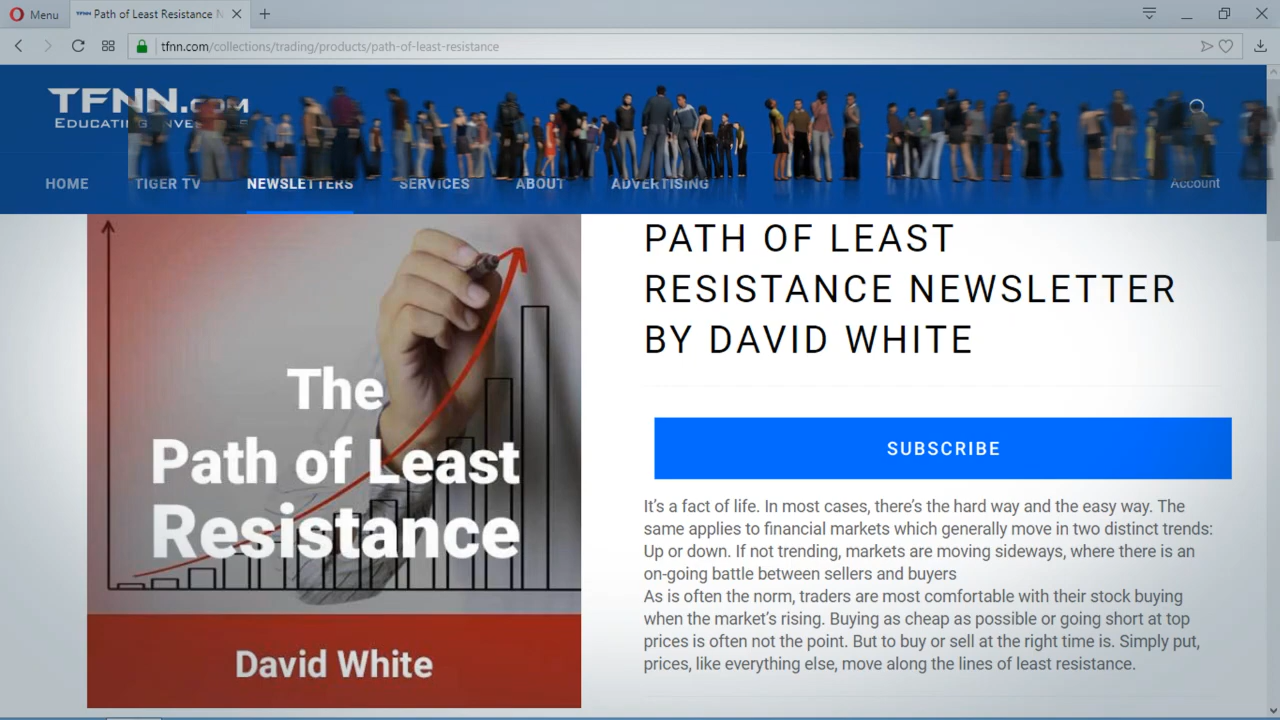 Menu
Path of Least Resistance N
tfnn.com/collections/trading/products/path-of-least-resistance
TFNN.com
EDUCATING INVE
HOME TIGER TV NEWSLETTERS SERVICES ABOUT ADVERTISING Account
The
Path of Least
Resistance
David White
PATH OF LEAST
RESISTANCE NEWSLETTER
BY DAVID WHITE
SUBSCRIBE
It's a fact of life. In most cases, there's the hard way and the easy way. The
same applies to financial markets which generally move in two distinct trends:
Up or down. If not trending, markets are moving sideways, where there is an
on-going battle between sellers and buyers
As is often the norm, traders are most comfortable with their stock buying
when the market's rising. Buying as cheap as possible or going short at top
prices is often not the point. But to buy or sell at the right time is. Simply put,
prices, like everything else, move along the lines of least resistance.